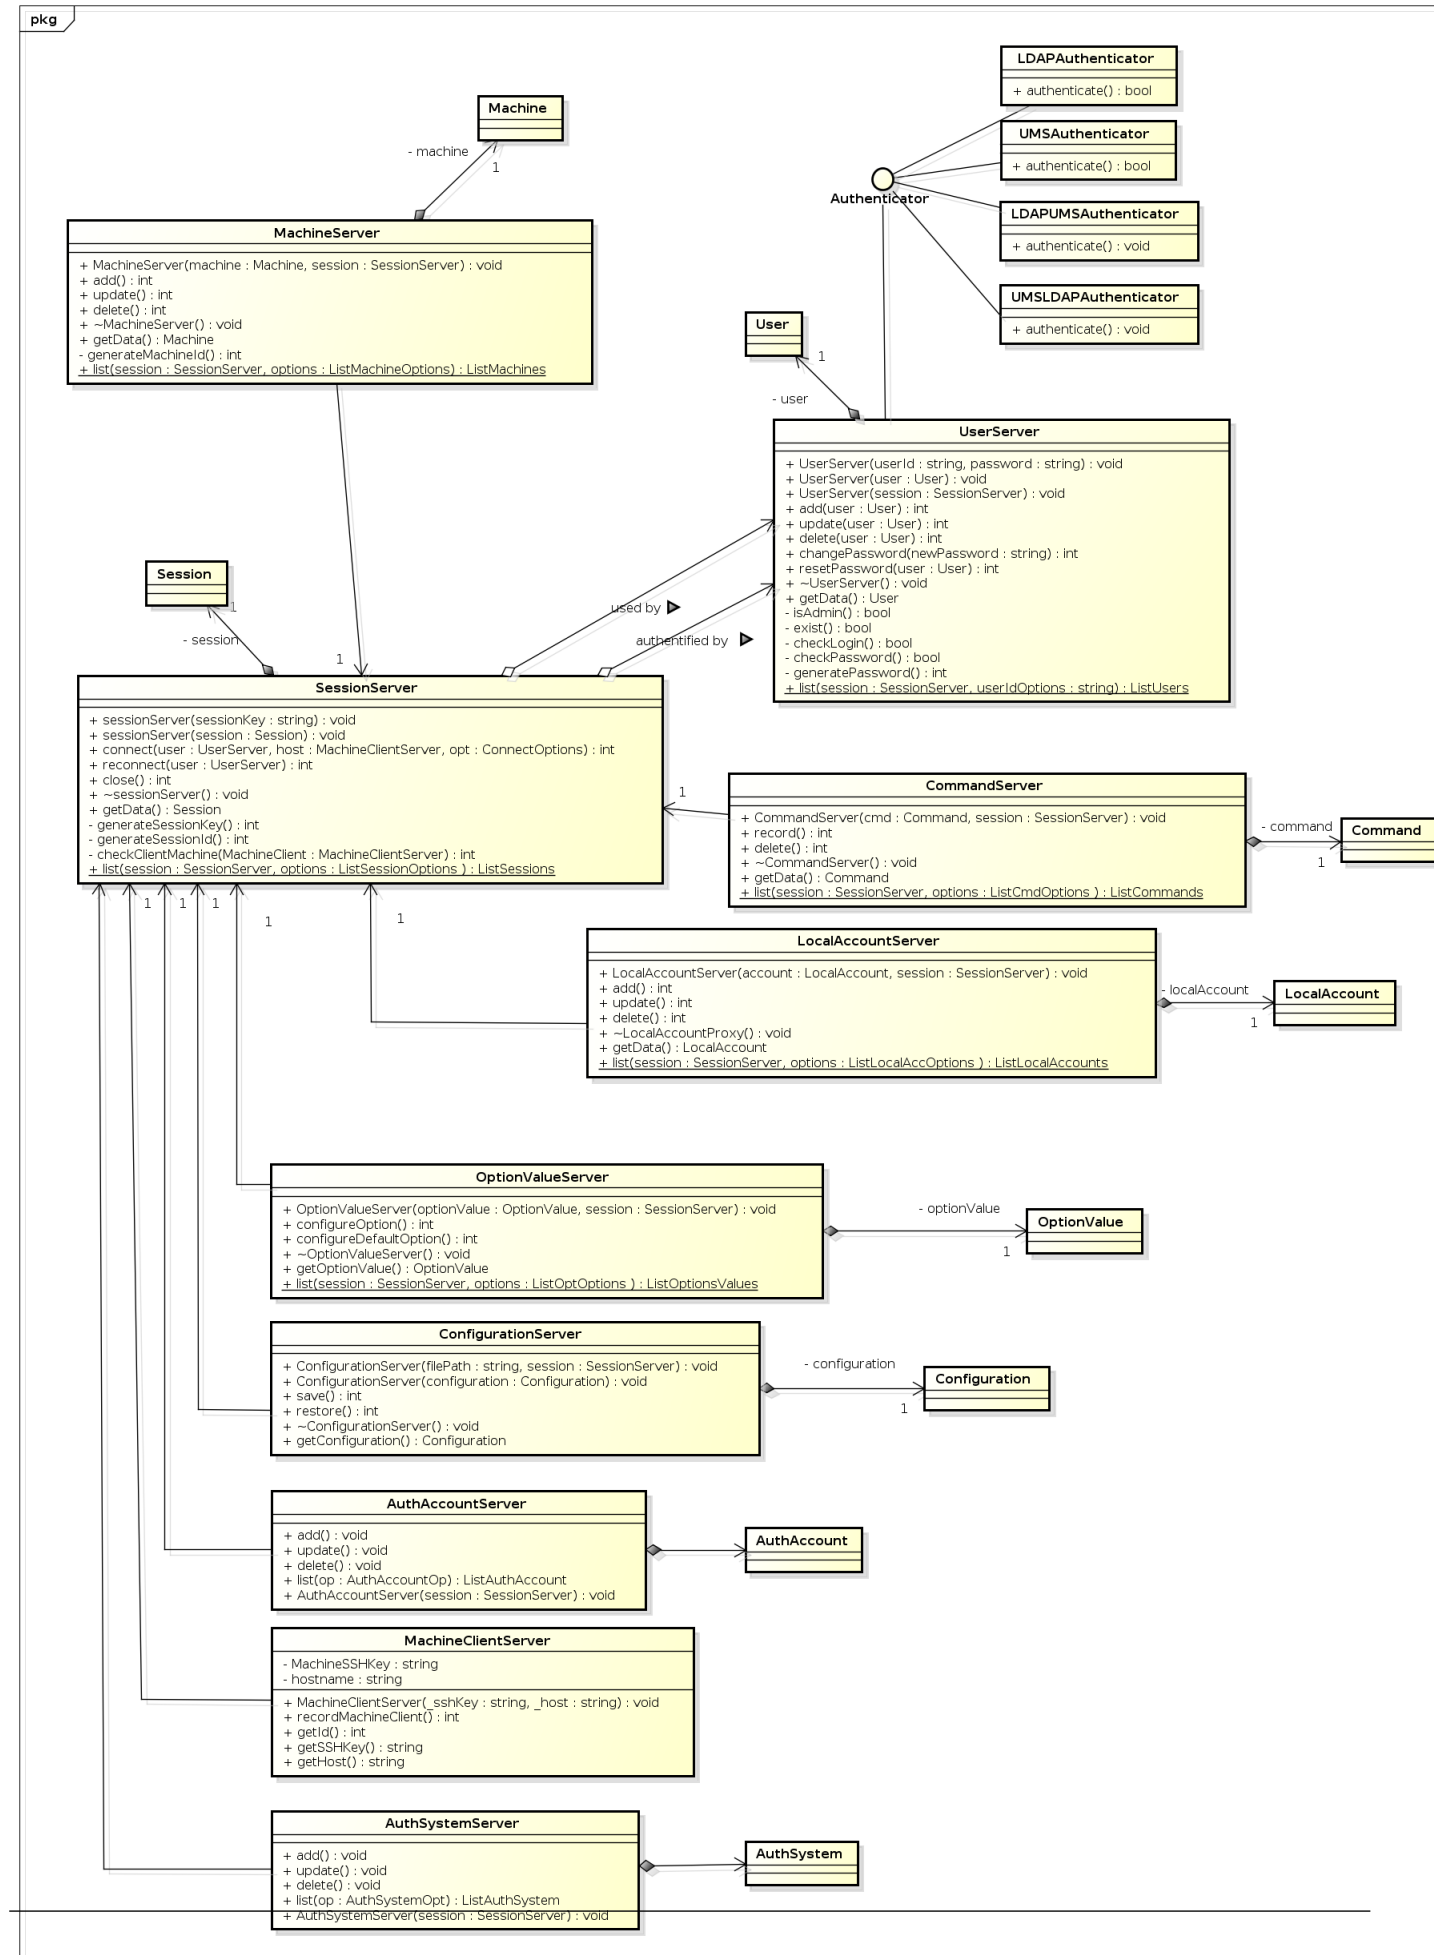 pkg
LDAPAuthenticator
+ authenticate() : bool
UMSAuthenticator
+ authenticate() : bool
Authenticator
LDAPUMSAuthenticator
+ authenticate() : void
UMSLDAPAuthenticator
+ authenticate() : void
Machine
- machine
1
MachineServer
+ MachineServer(machine : Machine, session : SessionServer) : void
+ add() : int
+ update() : int
+ delete() : int
+ ~MachineServer() : void
+ getData() : Machine
- generateMachineId() : int
+ list(session : SessionServer, options : ListMachineOptions) : ListMachines
User
1
- user
UserServer
+ UserServer(userId : string, password : string) : void
+ UserServer(user : User) : void
+ UserServer(session : SessionServer) : void
+ add(user : User) : int
+ update(user : User) : int
+ delete(user : User) : int
+ changePassword(newPassword : string) : int
+ resetPassword(user : User) : int
+ ~UserServer() : void
+ getData() : User
- isAdmin() : bool
- exist() : bool
- checkLogin() : bool
- checkPassword() : bool
- generatePassword() : int
+ list(session : SessionServer, userIdOptions : string) : ListUsers
Session
1
- session
used by
authentified by
1
SessionServer
+ sessionServer(sessionKey : string) : void
+ sessionServer(session : Session) : void
+ connect(user : UserServer, host : MachineClientServer, opt : ConnectOptions) : int
+ reconnect(user : UserServer) : int
+ close() : int
+ ~sessionServer() : void
+ getData() : Session
- generateSessionKey() : int
- generateSessionId() : int
- checkClientMachine(MachineClient : MachineClientServer) : int
+ list(session : SessionServer, options : ListSessionOptions ) : ListSessions
1
CommandServer
+ CommandServer(cmd : Command, session : SessionServer) : void
+ record() : int
+ delete() : int
+ ~CommandServer() : void
+ getData() : Command
+ list(session : SessionServer, options : ListCmdOptions ) : ListCommands
- command
1
Command
1
1
1
1
1
LocalAccountServer
+ LocalAccountServer(account : LocalAccount, session : SessionServer) : void
+ add() : int
+ update() : int
+ delete() : int
+ ~LocalAccountProxy() : void
+ getData() : LocalAccount
+ list(session : SessionServer, options : ListLocalAccOptions ) : ListLocalAccounts
- localAccount
1
LocalAccount
OptionValueServer
+ OptionValueServer(optionValue : OptionValue, session : SessionServer) : void
+ configureOption() : int
+ configureDefaultOption() : int
+ ~OptionValueServer() : void
+ getOptionValue() : OptionValue
+ list(session : SessionServer, options : ListOptOptions ) : ListOptionsValues
- optionValue
1
OptionValue
ConfigurationServer
+ ConfigurationServer(filePath : string, session : SessionServer) : void
+ ConfigurationServer(configuration : Configuration) : void
+ save() : int
+ restore() : int
+ ~ConfigurationServer() : void
+ getConfiguration() : Configuration
- configuration
1
Configuration
AuthAccountServer
+ add() : void
+ update() : void
+ delete() : void
+ list(op : AuthAccountOp) : ListAuthAccount
+ AuthAccountServer(session : SessionServer) : void
AuthAccount
MachineClientServer
- MachineSSHKey : string
- hostname : string
+ MachineClientServer(_sshKey : string, _host : string) : void
+ recordMachineClient() : int
+ getId() : int
+ getSSHKey() : string
+ getHost() : string
AuthSystemServer
+ add() : void
+ update() : void
+ delete() : void
+ list(op : AuthSystemOpt) : ListAuthSystem
+ AuthSystemServer(session : SessionServer) : void
AuthSystem